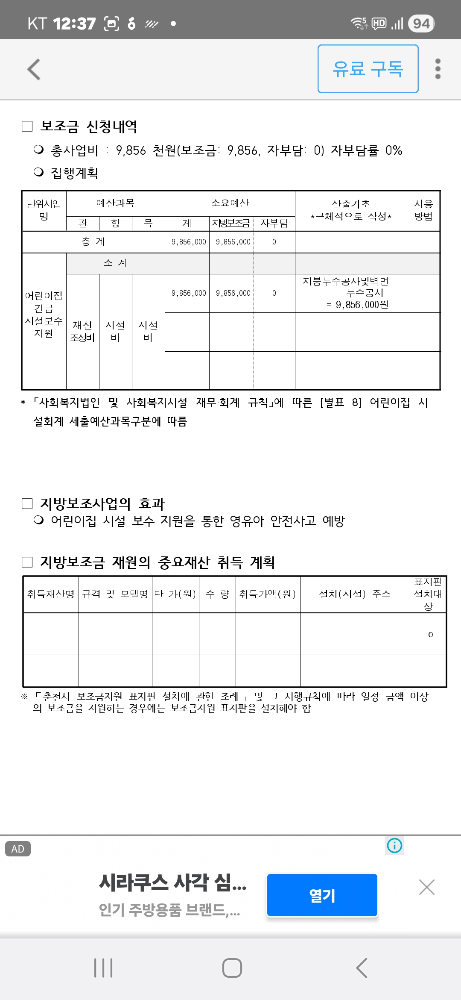 KT 12:37 HD 5 94
유료 구독
□ 보조금 신청내역
❍ 총사업비 : 9,856 천원(보조금: 9,856, 자부담: 0) 자부담률 0%
❍ 집행계획
단위사업명 예산과목 소요예산 산출기초 *구체적으로 작성* 사용방법
관 항 목 계 지방보조금 자부담
총 계 9,856,000 9,856,000 0
소 계
어린이집 긴급 시설보수 지원 재산조성비 시설비 시설비 9,856,000 9,856,000 0 지붕누수공사및벽면 누수공사 = 9,856,000원
* 「사회복지법인 및 사회복지시설 재무·회계 규칙」에 따른 [별표 8] 어린이집 시
설회계 세출예산과목구분에 따름
□ 지방보조사업의 효과
❍ 어린이집 시설 보수 지원을 통한 영유아 안전사고 예방
□ 지방보조금 재원의 중요재산 취득 계획
취득재산명 규격 및 모델명 단 가(원) 수 량 취득가액(원) 설치(시설) 주소 표지판설치대상
o
※ 「춘천시 보조금지원 표지판 설치에 관한 조례」 및 그 시행규칙에 따라 일정 금액 이상
의 보조금을 지원하는 경우에는 보조금지원 표지판을 설치해야 함
AD
시라쿠스 사각 심...
인기 주방용품 브랜드,...
열기